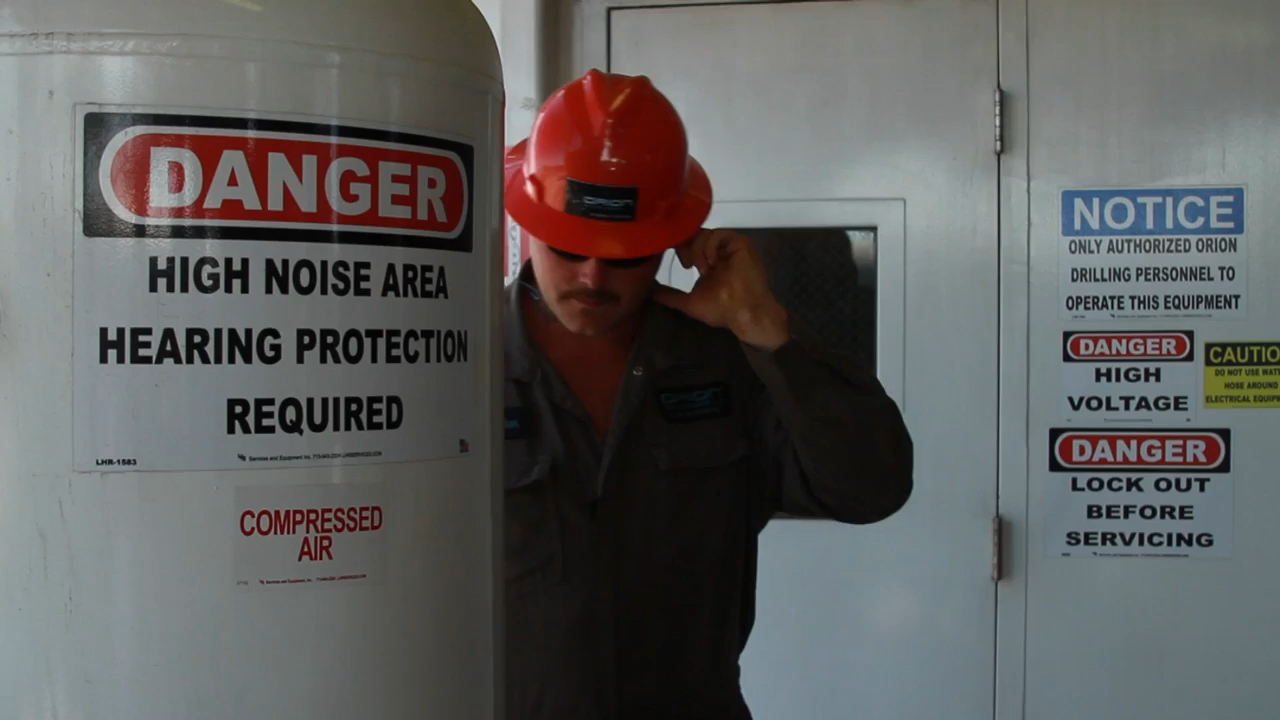 DANGER
HIGH NOISE AREA
HEARING PROTECTION
REQUIRED
LHR-1583
COMPRESSED
AIR
ORION
ORION
NOTICE
ONLY AUTHORIZED ORION
DRILLING PERSONNEL TO
OPERATE THIS EQUIPMENT
DANGER
HIGH
VOLTAGE
CAUTIO
DO NOT USE WAT
HOSE AROUND
ELECTRICAL EQUIP
DANGER
LOCK OUT
BEFORE
SERVICING